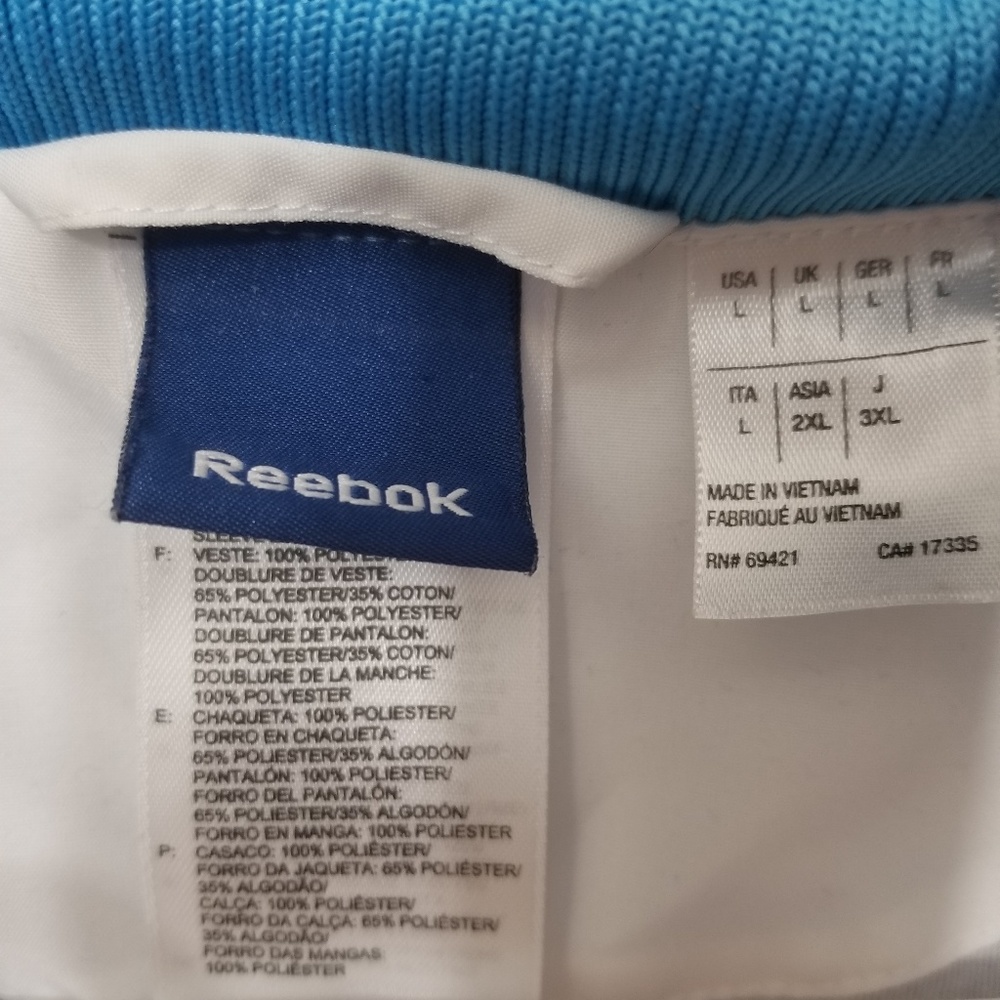 Reebok
F: VESTE: 100%
DOUBLURE DE VESTE:
65% POLYESTER/35% COTON/
PANTALON: 100% POLYESTER/
DOUBLURE DE PANTALON:
65% POLYESTER/35% COTON/
DOUBLURE DE LA MANCHE:
100% POLYESTER
E: CHAQUETA: 100% POLIESTER/
FORRO EN CHAQUETA:
65% POLIESTER/35% ALGODÓN/
PANTALÓN: 100% POLIESTER/
FORRO DEL PANTALÓN:
65% POLIESTER/35% ALGODÓN/
FORRO EN MANGA: 100% POLIESTER
P: CASACO: 100% POLIÉSTER/
FORRO DA JAQUETA: 65% POLIÉSTER/
35% ALGODÃO/
CALÇA: 100% POLIÉSTER/
FORRO DA CALÇA: 65% POLIÉSTER/
35% ALGODÃO/
FORRO DAS MANGAS
100% POLIÉSTER
USA | UK | GER | FR
L | L | L | L
ITA | ASIA | J
L | 2XL | 3XL
MADE IN VIETNAM
FABRIQUÉ AU VIETNAM
RN# 69421 CA# 17335